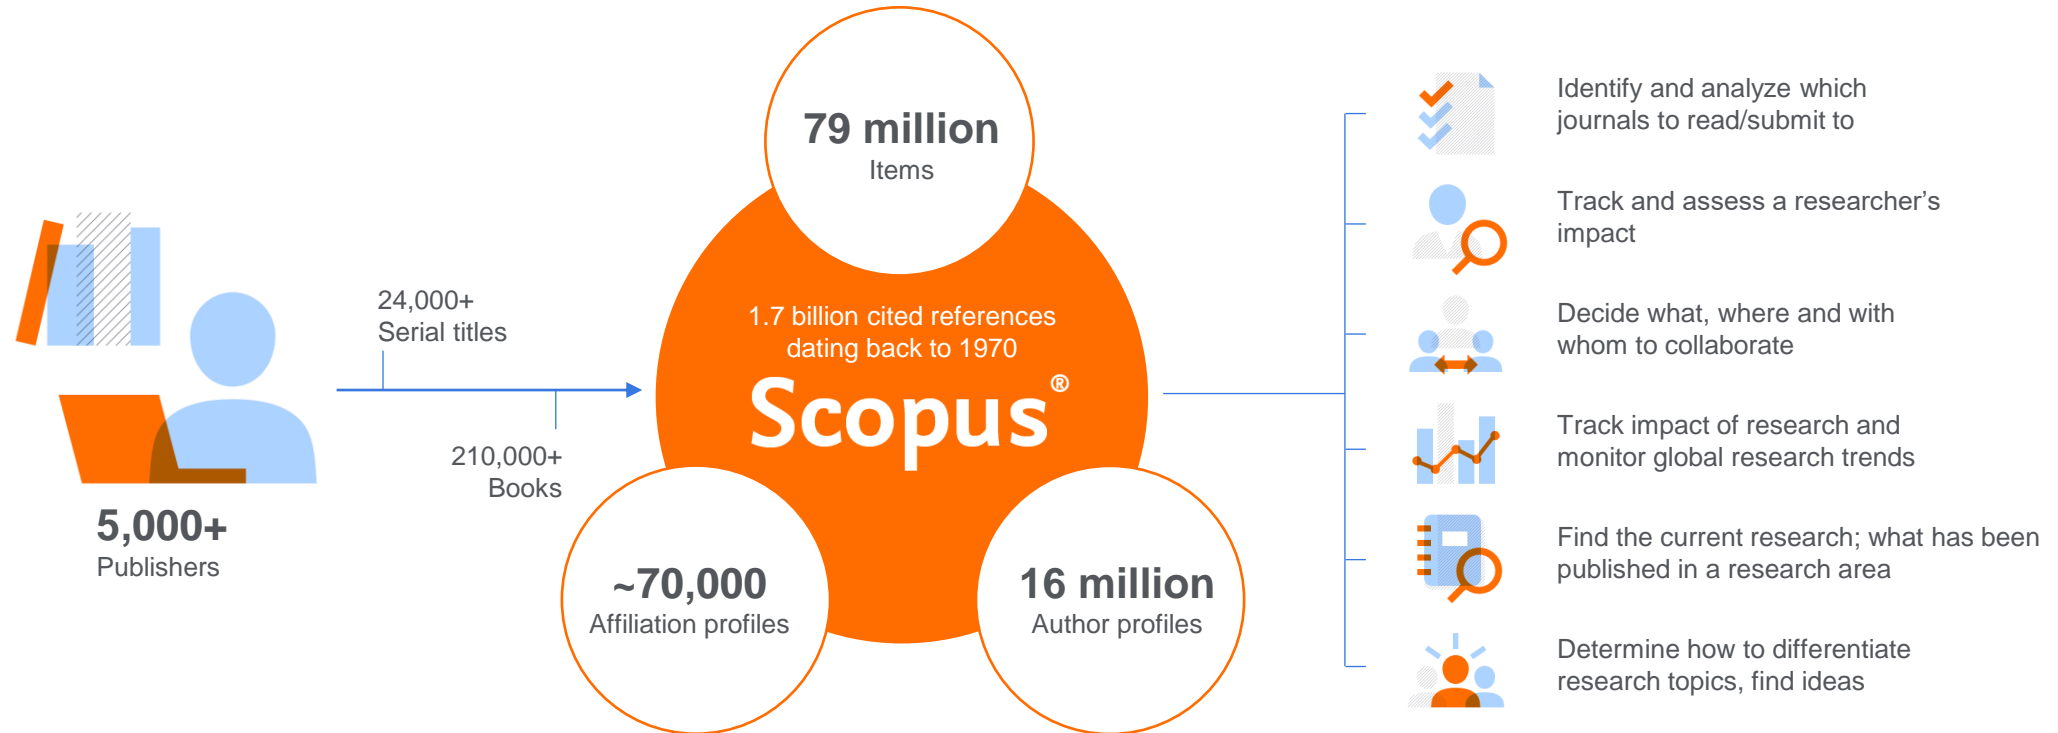 5,000+
Publishers
24,000+
Serial titles
210,000+
Books
79 million
Items
1.7 billion cited references
dating back to 1970
Scopus®
~70,000
Affiliation profiles
16 million
Author profiles
Identify and analyze which
journals to read/submit to
Track and assess a researcher’s
impact
Decide what, where and with
whom to collaborate
Track impact of research and
monitor global research trends
Find the current research; what has been
published in a research area
Determine how to differentiate
research topics, find ideas